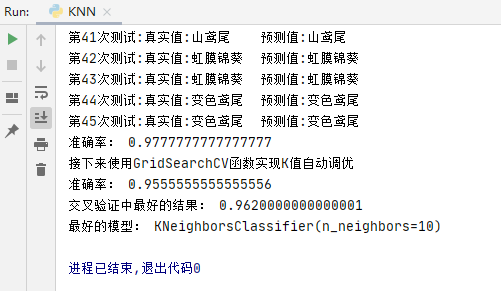 Run: KNN
第41次测试:真实值:山鸢尾 预测值:山鸢尾
第42次测试:真实值:虹膜锦葵 预测值:虹膜锦葵
第43次测试:真实值:虹膜锦葵 预测值:虹膜锦葵
第44次测试:真实值:变色鸢尾 预测值:变色鸢尾
第45次测试:真实值:变色鸢尾 预测值:变色鸢尾
准确率: 0.9777777777777777
接下来使用GridSearchCV函数实现K值自动调优
准确率: 0.9555555555555556
交叉验证中最好的结果: 0.9620000000000001
最好的模型: KNeighborsClassifier(n_neighbors=10)
进程已结束,退出代码0